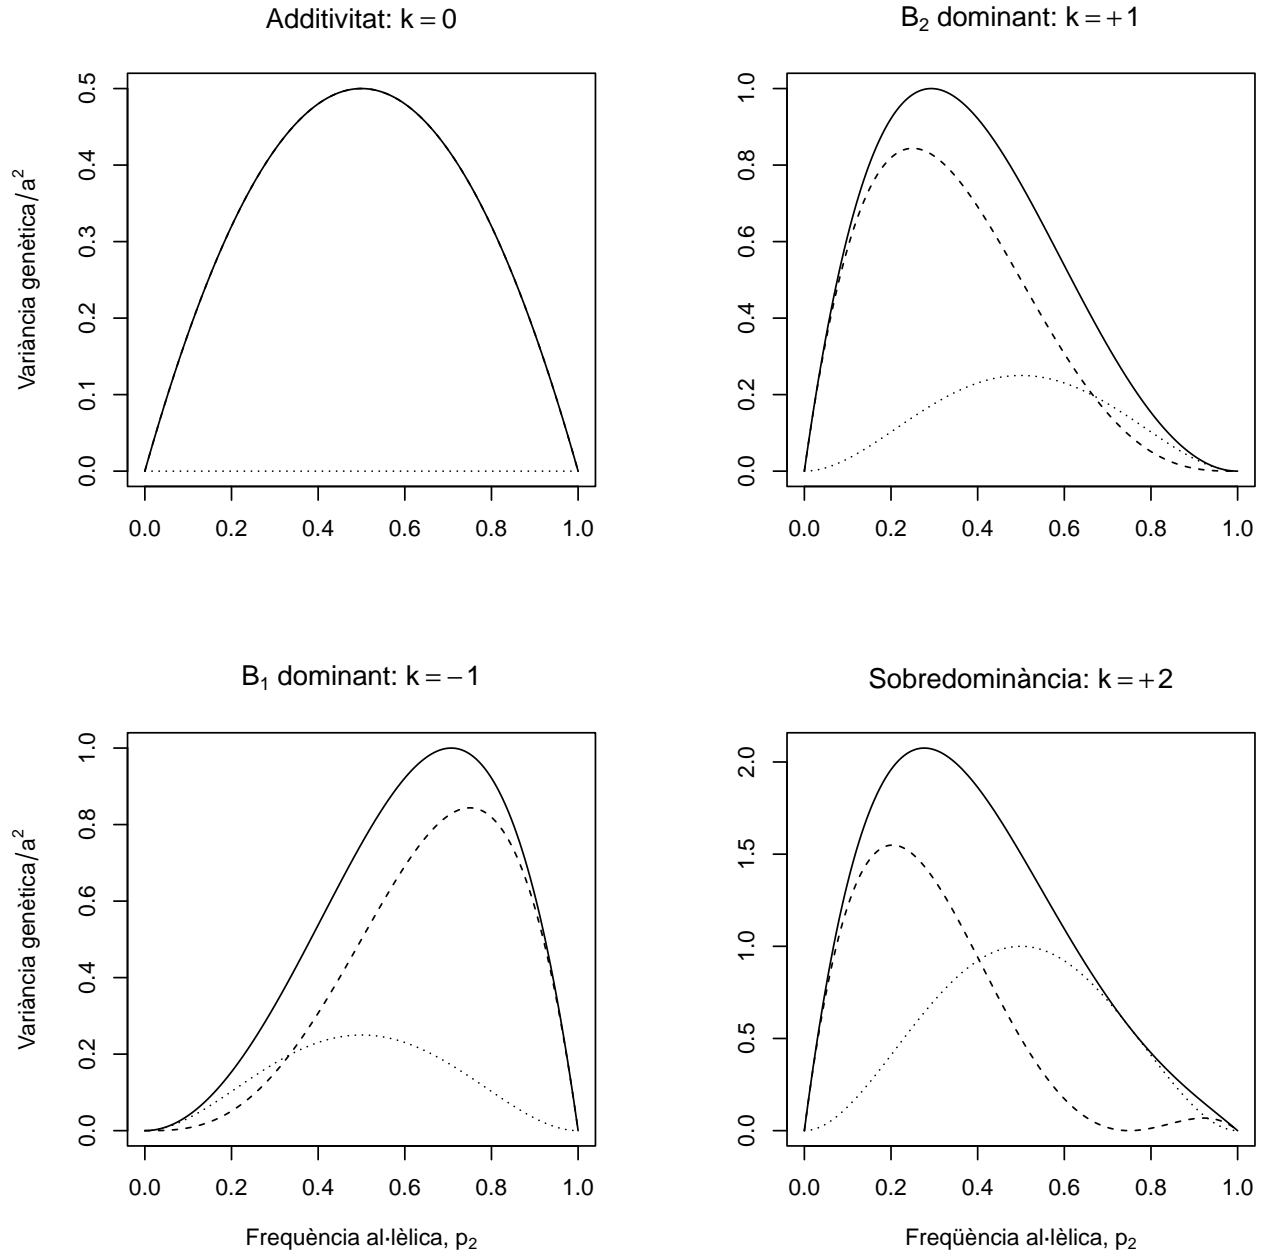 Additivitat: k = 0
B2 dominant: k = +1
Variància genètica/a²
0.0 0.1 0.2 0.3 0.4 0.5
0.0 0.2 0.4 0.6 0.8 1.0
0.0 0.2 0.4 0.6 0.8 1.0
0.0 0.2 0.4 0.6 0.8 1.0
B1 dominant: k = −1
Sobredominància: k = +2
Variància genètica/a²
0.0 0.2 0.4 0.6 0.8 1.0
0.0 0.5 1.0 1.5 2.0
0.0 0.2 0.4 0.6 0.8 1.0
0.0 0.2 0.4 0.6 0.8 1.0
Frequència al·lèlica, p2
Freqüència al·lèlica, p2